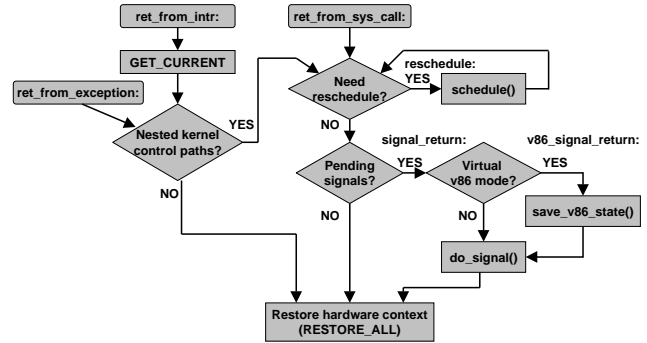 ret_from_intr:
ret_from_sys_call:
GET_CURRENT
ret_from_exception:
Nested kernel
control paths?
YES
NO
Need
reschedule?
reschedule:
YES
schedule()
NO
Pending
signals?
signal_return:
YES
NO
Virtual
v86 mode?
v86_signal_return:
YES
NO
save_v86_state()
do_signal()
Restore hardware context
(RESTORE_ALL)